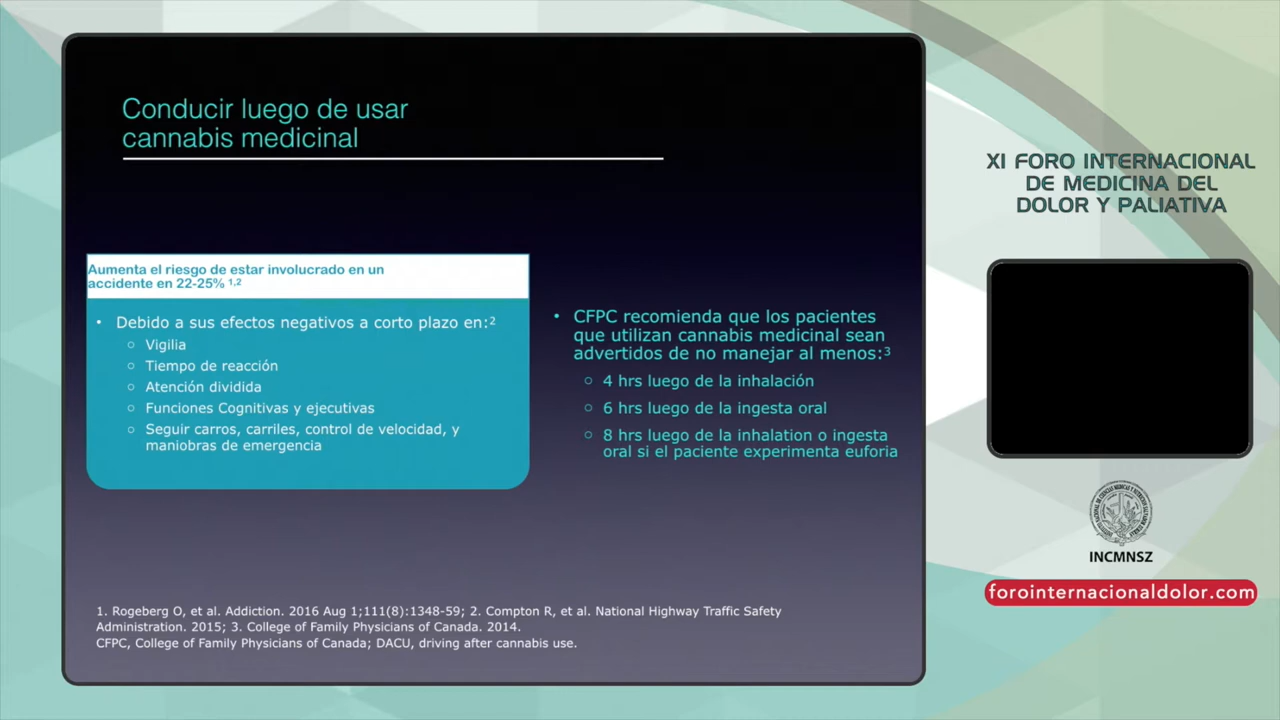 Conducir luego de usar
cannabis medicinal
Aumenta el riesgo de estar involucrado en un
accidente en 22-25% 1,2
• Debido a sus efectos negativos a corto plazo en:2
○ Vigilia
○ Tiempo de reacción
○ Atención dividida
○ Funciones Cognitivas y ejecutivas
○ Seguir carros, carriles, control de velocidad, y
maniobras de emergencia
• CFPC recomienda que los pacientes
que utilizan cannabis medicinal sean
advertidos de no manejar al menos:3
○ 4 hrs luego de la inhalación
○ 6 hrs luego de la ingesta oral
○ 8 hrs luego de la inhalation o ingesta
oral si el paciente experimenta euforia
1. Rogeberg O, et al. Addiction. 2016 Aug 1;111(8):1348-59; 2. Compton R, et al. National Highway Traffic Safety
Administration. 2015; 3. College of Family Physicians of Canada. 2014.
CFPC, College of Family Physicians of Canada; DACU, driving after cannabis use.
XI FORO INTERNACIONAL
DE MEDICINA DEL
DOLOR Y PALIATIVA
INCMNSZ
forointernacionaldolor.com